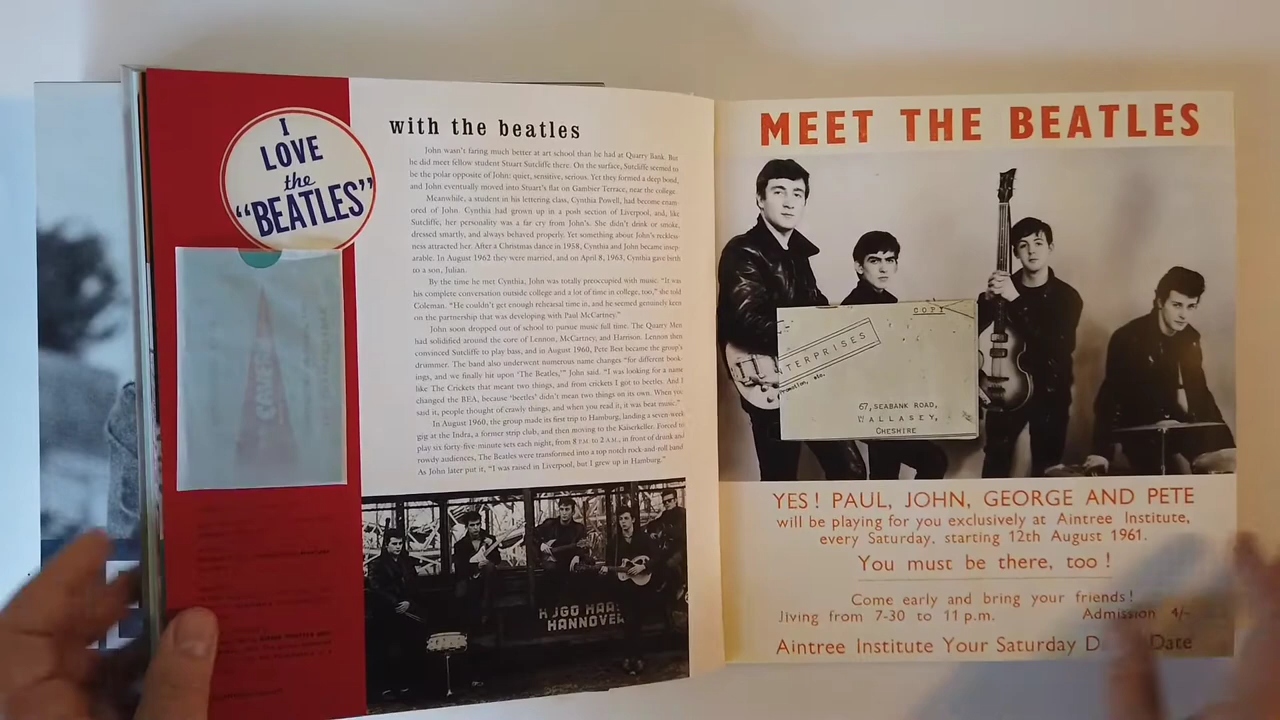 I
LOVE
the
"BEATLES"
CAVERN
with the beatles
John wasn't faring much better at art school than he had at Quarry Bank. But
he did meet fellow student Stuart Sutcliffe there. On the surface, Sutcliffe seemed to
be the polar opposite of John: quiet, sensitive, serious. Yet they formed a deep bond,
and John eventually moved into Stuart's flat on Gambier Terrace, near the college.
Meanwhile, a student in his lettering class, Cynthia Powell, had become enam-
ored of John. Cynthia had grown up in a posh section of Liverpool, and, like
Sutcliffe, her personality was a far cry from John's. She didn't drink or smoke,
dressed smartly, and always behaved properly. Yet something about John's reckless-
ness attracted her. After a Christmas dance in 1958, Cynthia and John became insep-
arable. In August 1962 they were married, and on April 8, 1963, Cynthia gave birth
to a son, Julian.
By the time he met Cynthia, John was totally preoccupied with music. "It was
his complete conversation outside college and a lot of time in college, too," she told
Coleman. "He couldn't get enough rehearsal time in, and he seemed genuinely keen
on the partnership that was developing with Paul McCartney."
John soon dropped out of school to pursue music full time. The Quarry Men
had solidified around the core of Lennon, McCartney, and Harrison. Lennon then
convinced Sutcliffe to play bass, and in August 1960, Pete Best became the group's
drummer. The band also underwent numerous name changes "for different book-
ings, and we finally hit upon 'The Beatles,'" John said. "I was looking for a name
like The Crickets that meant two things, and from crickets I got to beetles. And I
changed the BEA, because 'beetles' didn't mean two things on its own. When you
said it, people thought of crawly things, and when you read it, it was beat music."
In August 1960, the group made its first trip to Hamburg, landing a seven-week
gig at the Indra, a former strip club, and then moving to the Kaiserkeller. Forced to
play six forty-five-minute sets each night, from 8 P.M. to 2 A.M., in front of drunk and
rowdy audiences, The Beatles were transformed into a top notch rock-and-roll band.
As John later put it, "I was raised in Liverpool, but I grew up in Hamburg."
HANNOVER
MEET THE BEATLES
COPY
TERPRISES
67, SEABANK ROAD,
WALLASEY,
CHESHIRE
YES! PAUL, JOHN, GEORGE AND PETE
will be playing for you exclusively at Aintree Institute,
every Saturday, starting 12th August 1961.
You must be there, too!
Come early and bring your friends!
Jiving from 7-30 to 11 p.m. Admission 4/-
Aintree Institute Your Saturday Date